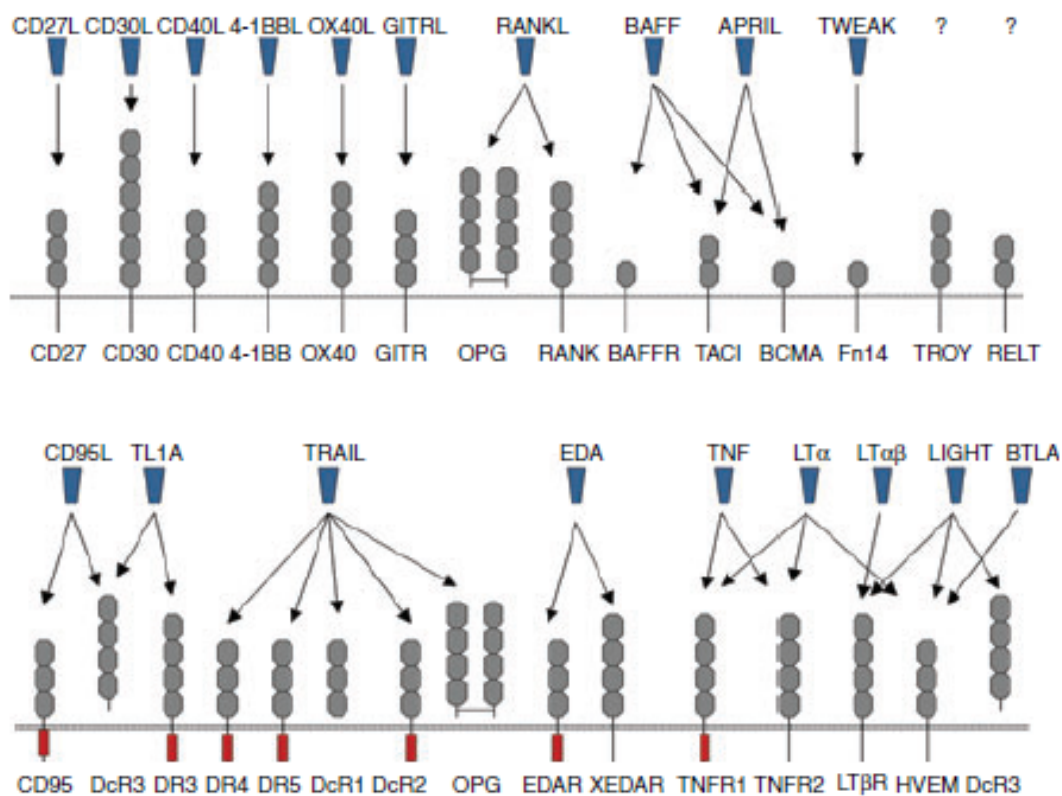 CD27L CD30L CD40L 4-1BBL OX40L GITRL RANKL BAFF APRIL TWEAK ? ?
CD27 CD30 CD40 4-1BB OX40 GITR OPG RANK BAFFR TACI BCMA Fn14 TROY RELT
CD95L TL1A TRAIL EDA TNF LTα LTαβ LIGHT BTLA
CD95 DcR3 DR3 DR4 DR5 DcR1 DcR2 OPG EDAR XEDAR TNFR1 TNFR2 LTβR HVEM DcR3